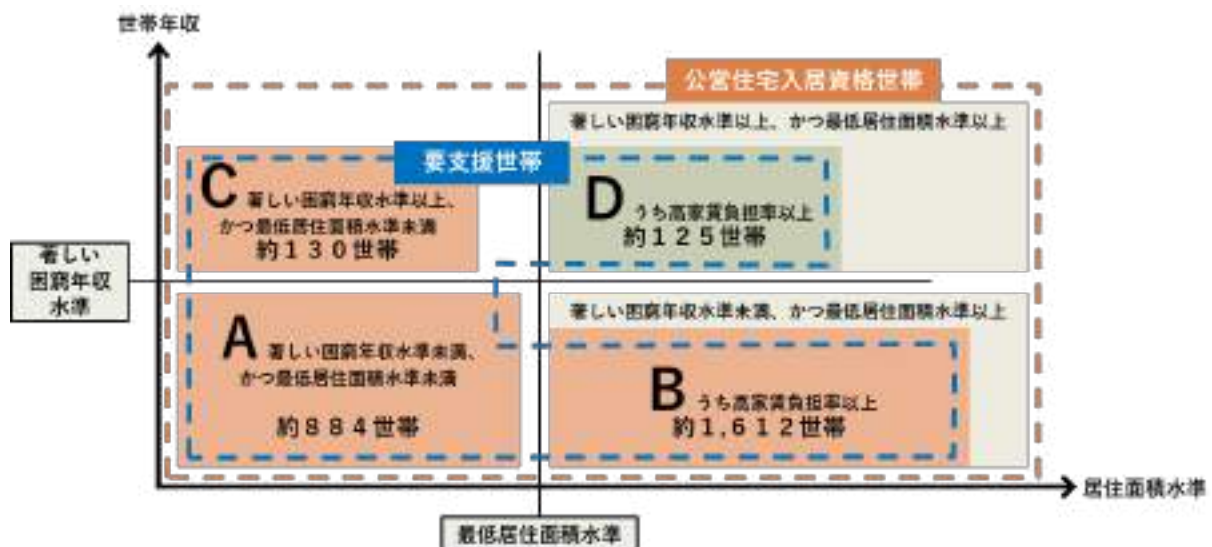 世帯年収
公営住宅入居資格世帯
著しい困窮年収水準以上、かつ最低居住面積水準以上
要支援世帯
C 著しい困窮年収水準以上、
かつ最低居住面積水準未満
約130世帯
D うち高家賃負担率以上
約125世帯
著しい
困窮年収
水準
著しい困窮年収水準未満、かつ最低居住面積水準以上
A 著しい困窮年収水準未満、
かつ最低居住面積水準未満
約884世帯
B うち高家賃負担率以上
約1,612世帯
居住面積水準
最低居住面積水準